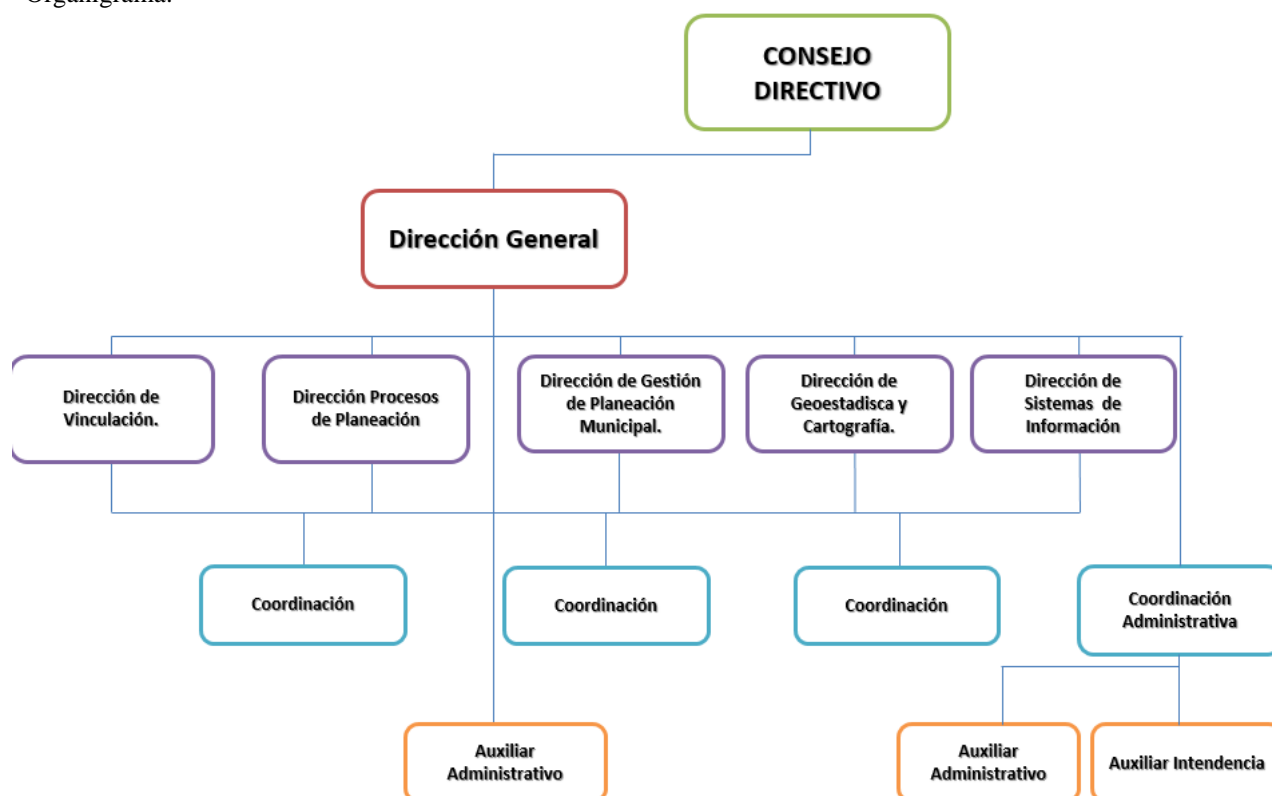 Organigrama.
CONSEJO
DIRECTIVO
Dirección General
Dirección de
Vinculación.
Dirección Procesos
de Planeación
Dirección de Gestión
de Planeación
Municipal.
Dirección de
Geoestadisca y
Cartografía.
Dirección de
Sistemas de
Información
Coordinación
Coordinación
Coordinación
Coordinación
Administrativa
Auxiliar
Administrativo
Auxiliar
Administrativo
Auxiliar Intendencia